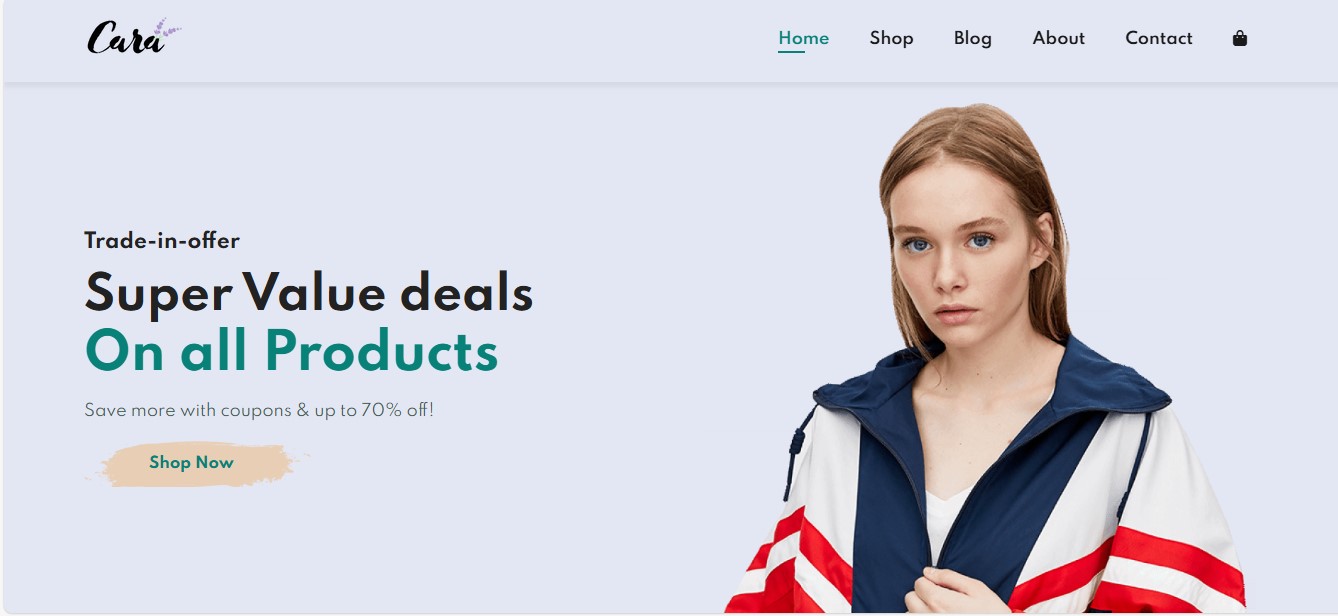 Cara
Home Shop Blog About Contact
Trade-in-offer
Super Value deals
On all Products
Save more with coupons & up to 70% off!
Shop Now